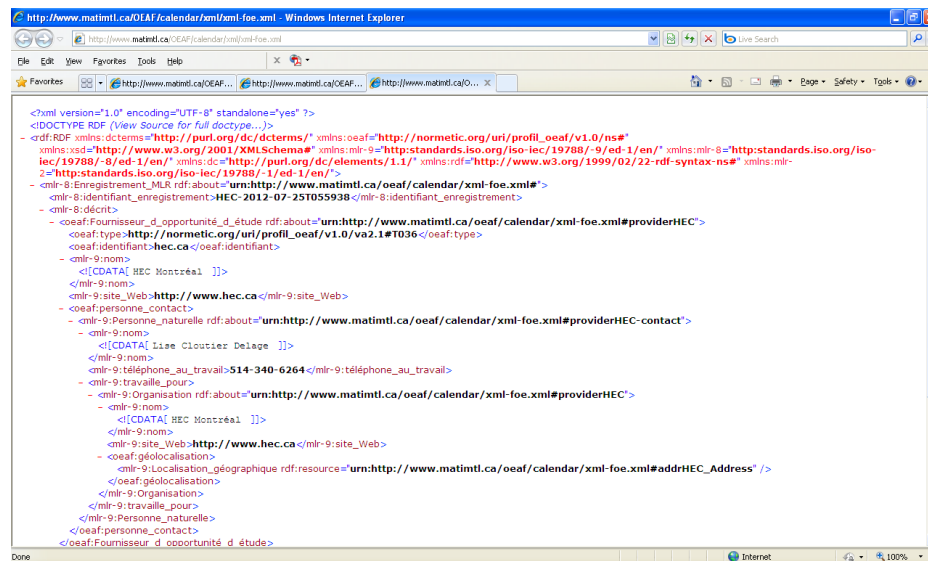 http://www.matimtl.ca/OEAF/calendar/xml/xml-foe.xml - Windows Internet Explorer
http://www.matimtl.ca/OEAF/calendar/xml/xml-foe.xml
Live Search
File Edit View Favorites Tools Help
Favorites
http://www.matimtl.ca/OEAF...
http://www.matimtl.ca/OEAF...
http://www.matimtl.ca/O...
Page Safety Tools
<?xml version="1.0" encoding="UTF-8" standalone="yes" ?>
<!DOCTYPE RDF (View Source for full doctype...)>
- <rdf:RDF xmlns:dcterms="http://purl.org/dc/dcterms/" xmlns:oeaf="http://normetic.org/uri/profil_oeaf/v1.0/ns#"
xmlns:xsd="http://www.w3.org/2001/XMLSchema#" xmlns:mlr-9="http:standards.iso.org/iso-iec/19788/-9/ed-1/en/" xmlns:mlr-8="http:standards.iso.org/iso-
iec/19788/-8/ed-1/en/" xmlns:dc="http://purl.org/dc/elements/1.1/" xmlns:rdf="http://www.w3.org/1999/02/22-rdf-syntax-ns#" xmlns:mlr-
2="http:standards.iso.org/iso-iec/19788/-1/ed-1/en/">
- <mlr-8:Enregistrement_MLR rdf:about="urn:http://www.matimtl.ca/oeaf/calendar/xml-foe.xml#">
<mlr-8:identifiant_enregistrement>HEC-2012-07-25T055938</mlr-8:identifiant_enregistrement>
- <mlr-8:décrit>
- <oeaf:Fournisseur_d_opportunité_d_étude rdf:about="urn:http://www.matimtl.ca/oeaf/calendar/xml-foe.xml#providerHEC">
<oeaf:type>http://normetic.org/uri/profil_oeaf/v1.0/va2.1#T036</oeaf:type>
<oeaf:identifiant>hec.ca</oeaf:identifiant>
- <mlr-9:nom>
<![CDATA[ HEC Montréal ]]>
</mlr-9:nom>
<mlr-9:site_Web>http://www.hec.ca</mlr-9:site_Web>
- <oeaf:personne_contact>
- <mlr-9:Personne_naturelle rdf:about="urn:http://www.matimtl.ca/oeaf/calendar/xml-foe.xml#providerHEC-contact">
- <mlr-9:nom>
<![CDATA[ Lise Cloutier Delage ]]>
</mlr-9:nom>
<mlr-9:téléphone_au_travail>514-340-6264</mlr-9:téléphone_au_travail>
- <mlr-9:travaille_pour>
- <mlr-9:Organisation rdf:about="urn:http://www.matimtl.ca/oeaf/calendar/xml-foe.xml#providerHEC">
- <mlr-9:nom>
<![CDATA[ HEC Montréal ]]>
</mlr-9:nom>
<mlr-9:site_Web>http://www.hec.ca</mlr-9:site_Web>
- <oeaf:géolocalisation>
<mlr-9:Localisation_géographique rdf:resource="urn:http://www.matimtl.ca/oeaf/calendar/xml-foe.xml#addrHEC_Address" />
</oeaf:géolocalisation>
</mlr-9:Organisation>
</mlr-9:travaille_pour>
</mlr-9:Personne_naturelle>
</oeaf:personne_contact>
</oeaf:Fournisseur_d_opportunité_d_étude>
Done
Internet
100%